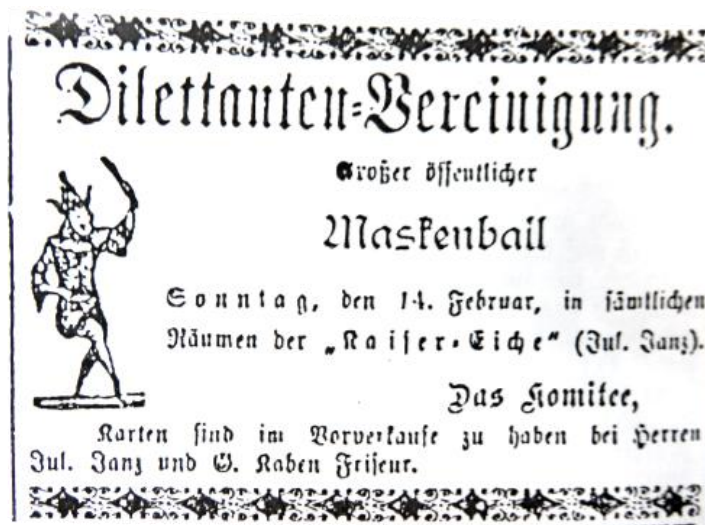 Dilettanten-Vereinigung.
Großer öffentlicher
Maskenball
Sonntag, den 14. Februar, in sämtlichen
Räumen der „Kaiser-Eiche“ (Jul. Janz).
Das Komitee,
Karten sind im Vorverkaufe zu haben bei Herren
Jul. Janz und G. Raben Friseur.